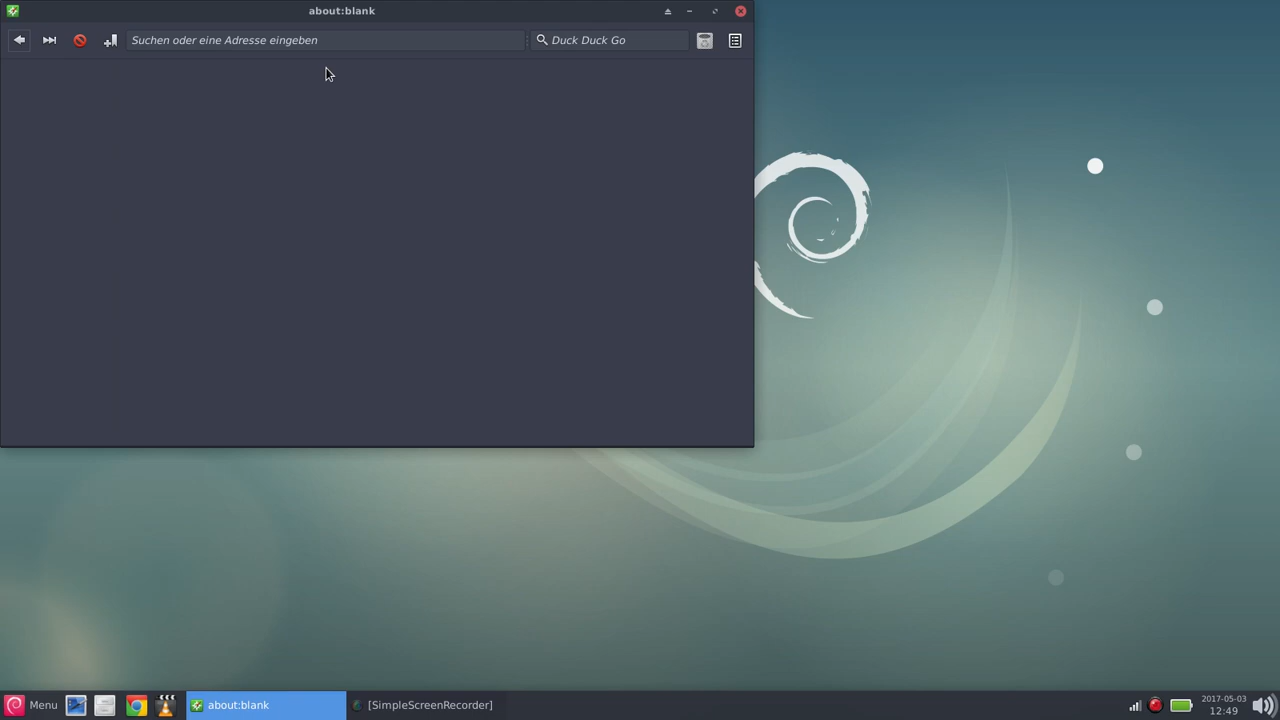 about:blank
Suchen oder eine Adresse eingeben
Duck Duck Go
Menu
about:blank
[SimpleScreenRecorder]
2017-05-03
12:49